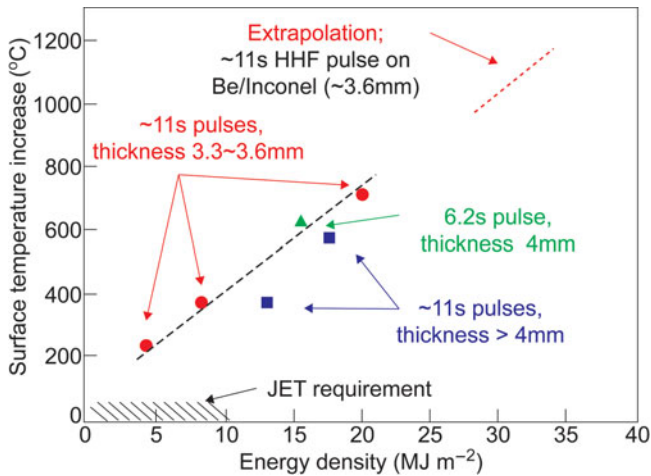 Extrapolation;
~11s HHF pulse on
Be/Inconel (~3.6mm)
~11s pulses,
thickness 3.3~3.6mm
6.2s pulse,
thickness 4mm
~11s pulses,
thickness > 4mm
JET requirement
Surface temperature increase (°C)
1200
1000
800
600
400
200
0
0 5 10 15 20 25 30 35 40
Energy density (MJ m⁻²)